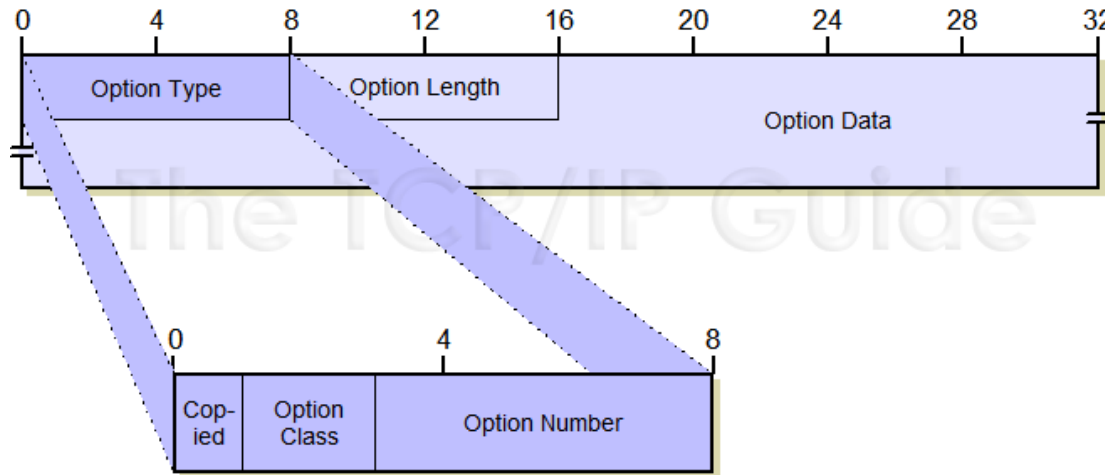 0 4 8 12 16 20 24 28 32
Option Type
Option Length
Option Data
The TCP/IP Guide
0 4 8
Cop-
ied
Option
Class
Option Number